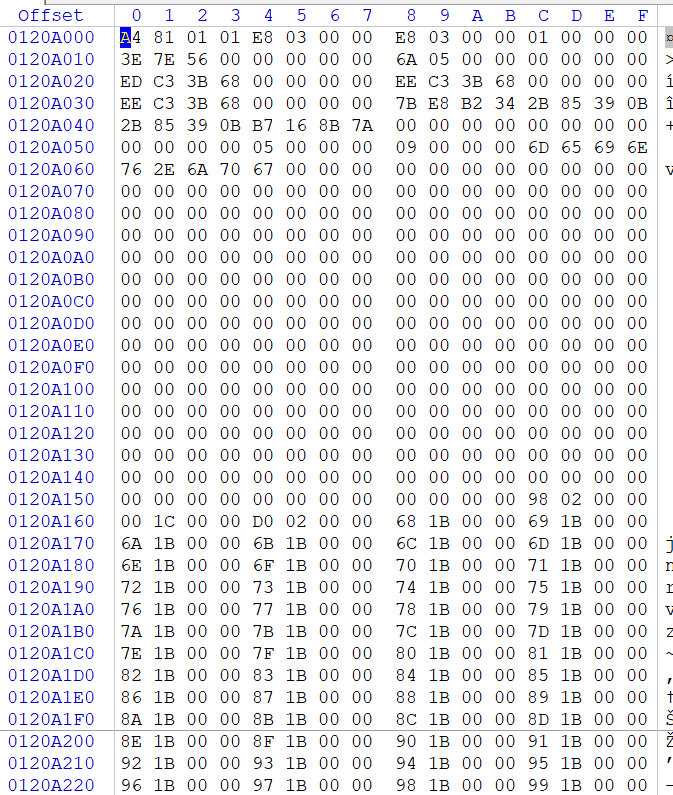 Offset 0 1 2 3 4 5 6 7 8 9 A B C D E F
0120A000 A4 81 01 01 E8 03 00 00 E8 03 00 00 01 00 00 00 ¤
0120A010 3E 7E 56 00 00 00 00 00 6A 05 00 00 00 00 00 00 >
0120A020 ED C3 3B 68 00 00 00 00 EE C3 3B 68 00 00 00 00 í
0120A030 EE C3 3B 68 00 00 00 00 7B E8 B2 34 2B 85 39 0B î
0120A040 2B 85 39 0B B7 16 8B 7A 00 00 00 00 00 00 00 00 +
0120A050 00 00 00 00 05 00 00 00 09 00 00 00 6D 65 69 6E
0120A060 76 2E 6A 70 67 00 00 00 00 00 00 00 00 00 00 00 v
0120A070 00 00 00 00 00 00 00 00 00 00 00 00 00 00 00 00
0120A080 00 00 00 00 00 00 00 00 00 00 00 00 00 00 00 00
0120A090 00 00 00 00 00 00 00 00 00 00 00 00 00 00 00 00
0120A0A0 00 00 00 00 00 00 00 00 00 00 00 00 00 00 00 00
0120A0B0 00 00 00 00 00 00 00 00 00 00 00 00 00 00 00 00
0120A0C0 00 00 00 00 00 00 00 00 00 00 00 00 00 00 00 00
0120A0D0 00 00 00 00 00 00 00 00 00 00 00 00 00 00 00 00
0120A0E0 00 00 00 00 00 00 00 00 00 00 00 00 00 00 00 00
0120A0F0 00 00 00 00 00 00 00 00 00 00 00 00 00 00 00 00
0120A100 00 00 00 00 00 00 00 00 00 00 00 00 00 00 00 00
0120A110 00 00 00 00 00 00 00 00 00 00 00 00 00 00 00 00
0120A120 00 00 00 00 00 00 00 00 00 00 00 00 00 00 00 00
0120A130 00 00 00 00 00 00 00 00 00 00 00 00 00 00 00 00
0120A140 00 00 00 00 00 00 00 00 00 00 00 00 00 00 00 00
0120A150 00 00 00 00 00 00 00 00 00 00 00 00 98 02 00 00
0120A160 00 1C 00 00 D0 02 00 00 68 1B 00 00 69 1B 00 00
0120A170 6A 1B 00 00 6B 1B 00 00 6C 1B 00 00 6D 1B 00 00 j
0120A180 6E 1B 00 00 6F 1B 00 00 70 1B 00 00 71 1B 00 00 n
0120A190 72 1B 00 00 73 1B 00 00 74 1B 00 00 75 1B 00 00 r
0120A1A0 76 1B 00 00 77 1B 00 00 78 1B 00 00 79 1B 00 00 v
0120A1B0 7A 1B 00 00 7B 1B 00 00 7C 1B 00 00 7D 1B 00 00 z
0120A1C0 7E 1B 00 00 7F 1B 00 00 80 1B 00 00 81 1B 00 00 ~
0120A1D0 82 1B 00 00 83 1B 00 00 84 1B 00 00 85 1B 00 00 ‚
0120A1E0 86 1B 00 00 87 1B 00 00 88 1B 00 00 89 1B 00 00 †
0120A1F0 8A 1B 00 00 8B 1B 00 00 8C 1B 00 00 8D 1B 00 00 Š
0120A200 8E 1B 00 00 8F 1B 00 00 90 1B 00 00 91 1B 00 00 Ž
0120A210 92 1B 00 00 93 1B 00 00 94 1B 00 00 95 1B 00 00 ’
0120A220 96 1B 00 00 97 1B 00 00 98 1B 00 00 99 1B 00 00 –